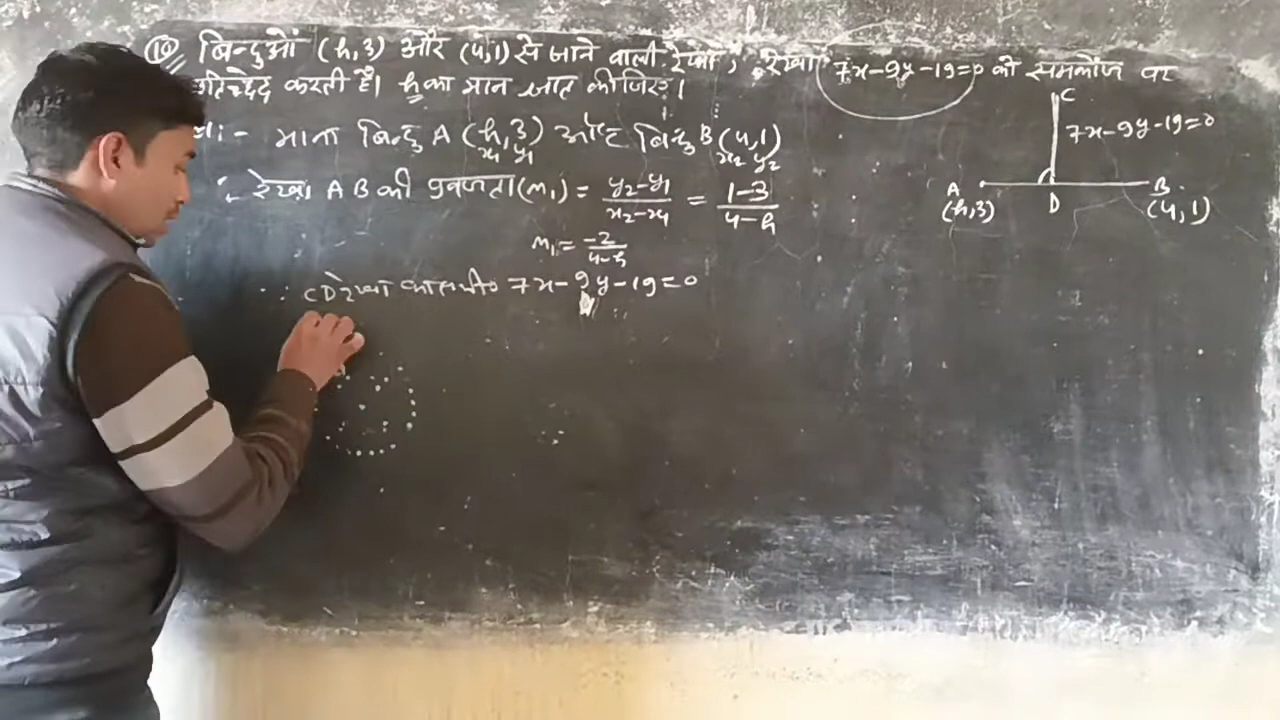 (10) बिन्दुओं (h,3) और (4,1) से जाने वाली रेखा, रेखा 7x-9y-19=0 को समकोण पर
प्रतिच्छेद करती है। h का मान ज्ञात कीजिए।
माना बिन्दु A (h,3) और बिन्दु B (4,1)
x₁ y₁ x₂ y₂
∴ रेखा AB की प्रवणता (m₁) = y₂-y₁/x₂-x₁ = 1-3/4-h
m₁ = -2/4-h
∴ CD रेखा का समी० 7x-9y-19=0
C
7x-9y-19=0
A
(h,3)
D
B
(4,1)